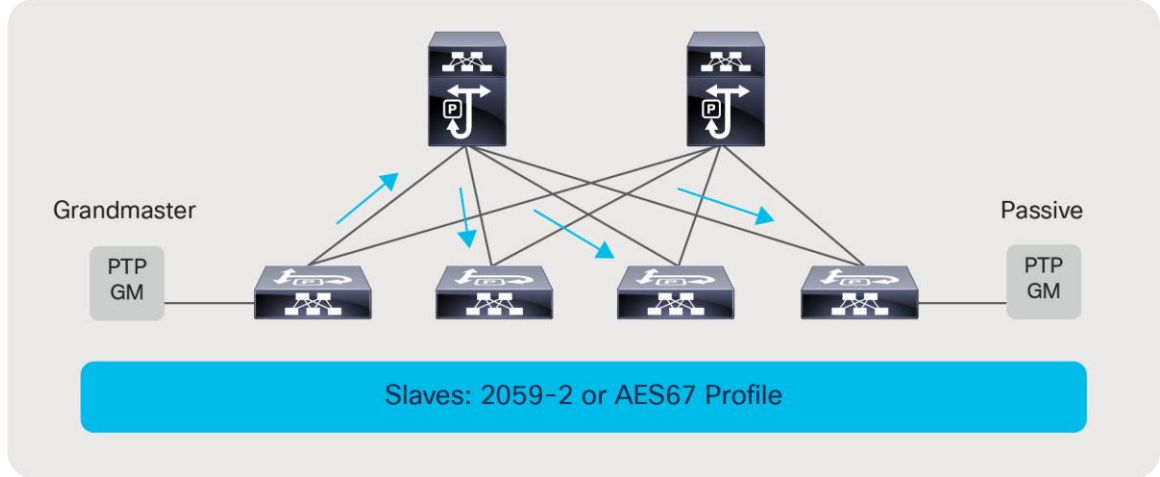 P
P
Grandmaster
Passive
PTP
GM
PTP
GM
P
P
P
P
Slaves: 2059-2 or AES67 Profile